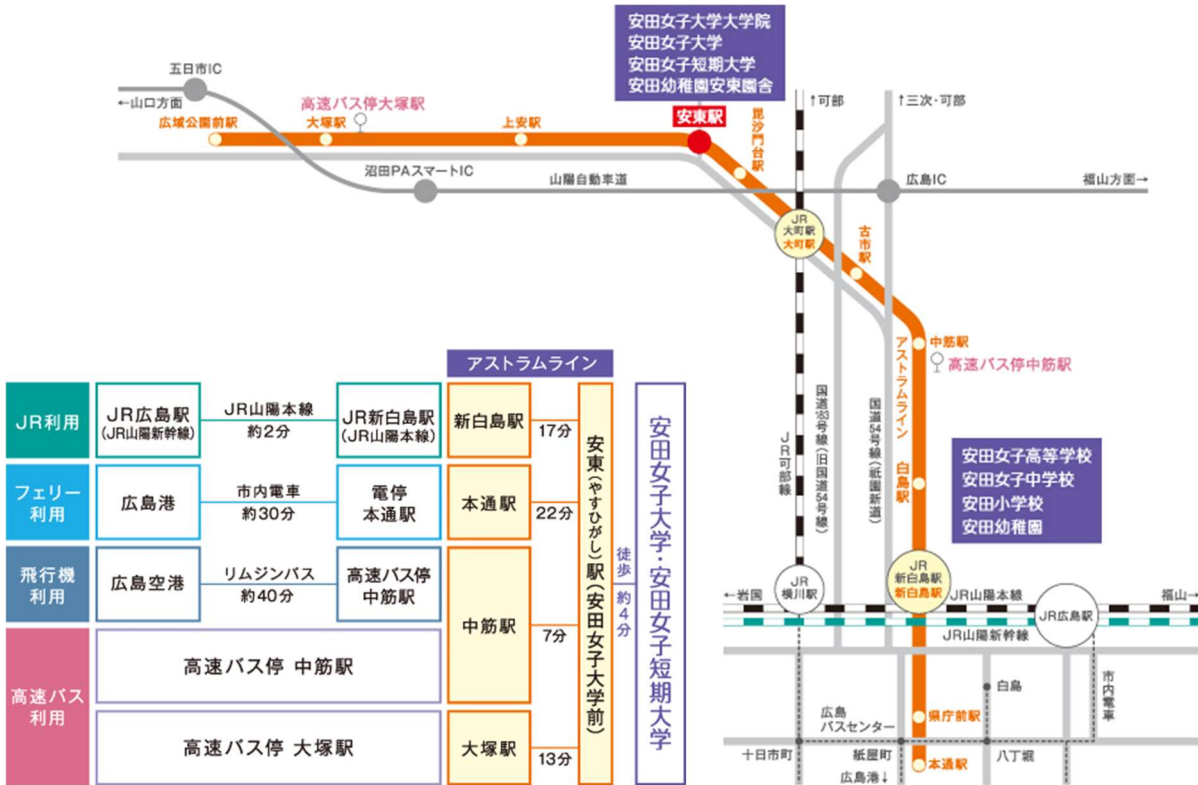 安田女子大学大学院
安田女子大学
安田女子短期大学
安田幼稚園安東園舎
五日市IC
←山口方面
高速バス停大塚駅
広域公園前駅
大塚駅
上安駅
安東駅
毘沙門台駅
↑可部
↑三次・可部
沼田PAスマートIC
山陽自動車道
広島IC
福山方面→
JR
大町駅
大町駅
古市駅
中筋駅
高速バス停中筋駅
アストラムライン
国道183号線(旧国道54号線)
国道54号線(祇園新道)
JR可部線
白島駅
安田女子高等学校
安田女子中学校
安田小学校
安田幼稚園
JR
横川駅
JR
新白島駅
新白島駅
←岩国
JR山陽本線
福山→
JR広島駅
JR山陽新幹線
白島
市内電車
広島
バスセンター
県庁前駅
十日市町
紙屋町
八丁堀
広島港↓
本通駅
アストラムライン
JR利用
JR広島駅
(JR山陽新幹線)
JR山陽本線
約2分
JR新白島駅
(JR山陽本線)
新白島駅
17分
フェリー
利用
広島港
市内電車
約30分
電停
本通駅
本通駅
22分
飛行機
利用
広島空港
リムジンバス
約40分
高速バス停
中筋駅
中筋駅
7分
高速バス
利用
高速バス停 中筋駅
高速バス停 大塚駅
大塚駅
13分
安東(やすひがし)駅(安田女子大学前)
徒歩 約4分
安田女子大学・安田女子短期大学